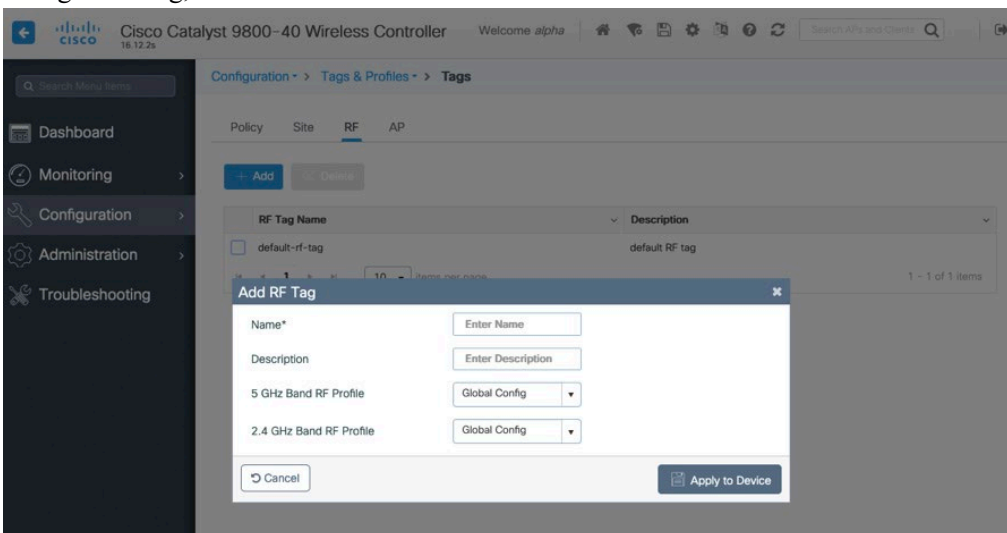 CISCO
Cisco Catalyst 9800-40 Wireless Controller
16.12.2s
Welcome alpha
Search APs and Clients
Search Menu Items
Dashboard
Monitoring
Configuration
Administration
Troubleshooting
Configuration > Tags & Profiles > Tags
Policy Site RF AP
+ Add Delete
RF Tag Name Description
default-rf-tag default RF tag
1 10 items per page 1 - 1 of 1 items
Add RF Tag
Name* Enter Name
Description Enter Description
5 GHz Band RF Profile Global Config
2.4 GHz Band RF Profile Global Config
Cancel Apply to Device